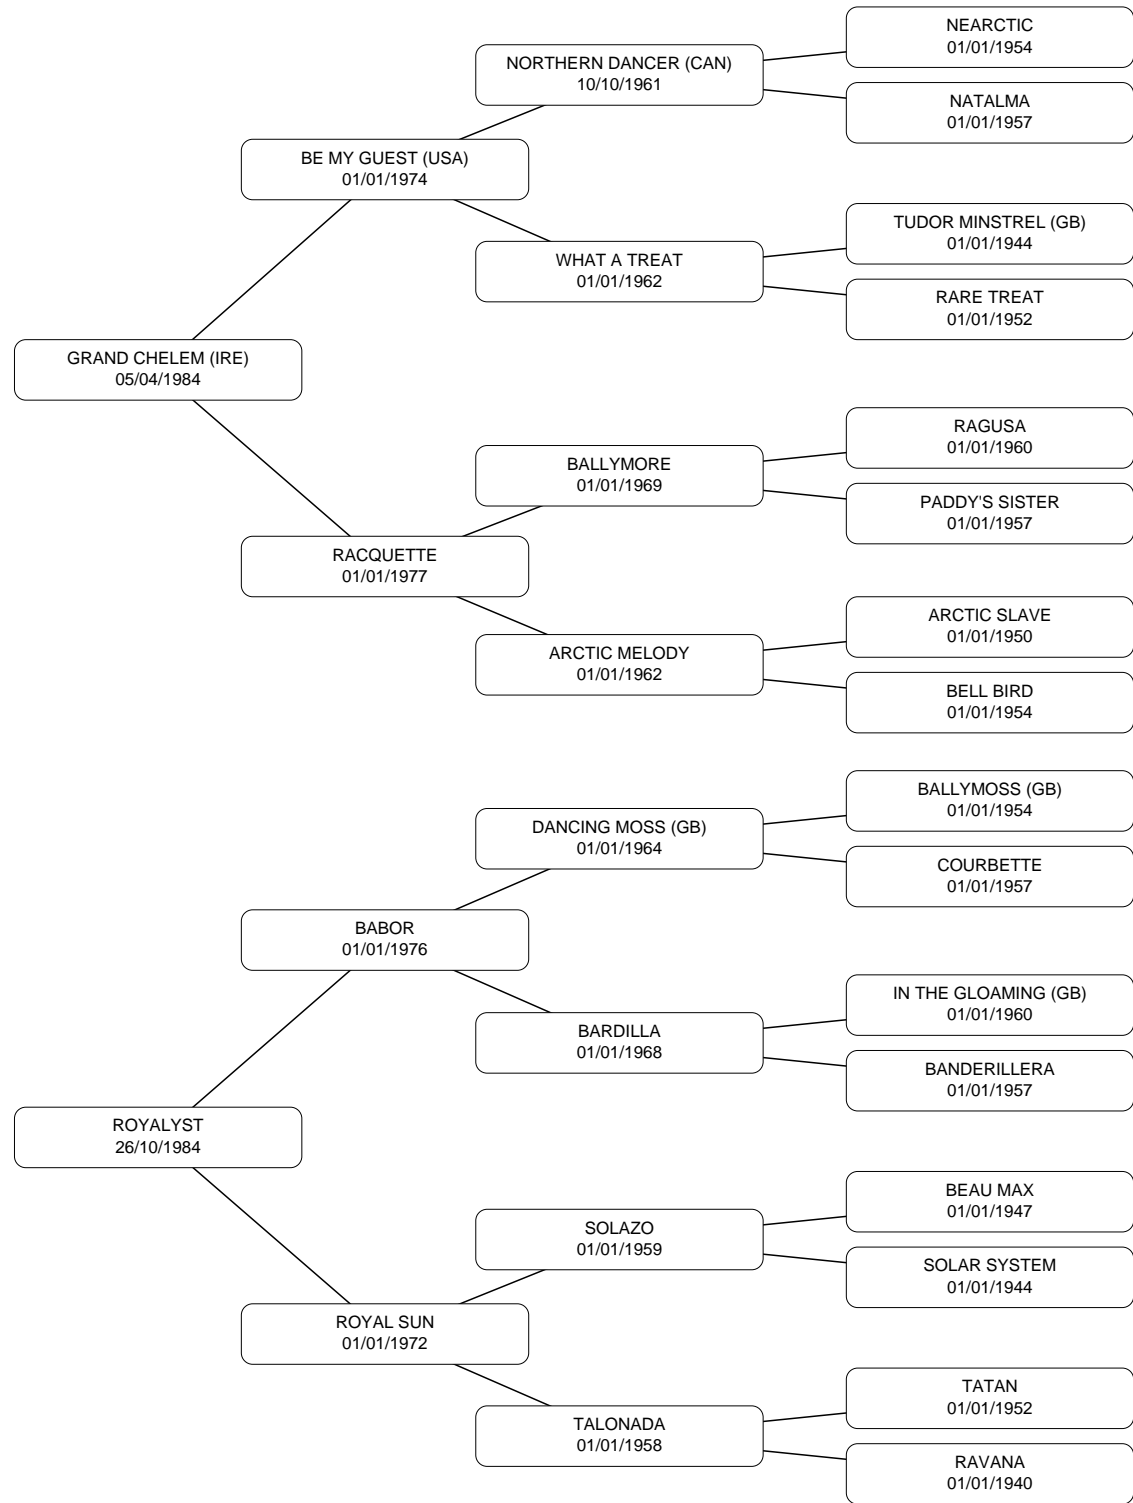 NEARCTIC
01/01/1954
NORTHERN DANCER (CAN)
10/10/1961
NATALMA
01/01/1957
BE MY GUEST (USA)
01/01/1974
TUDOR MINSTREL (GB)
01/01/1944
WHAT A TREAT
01/01/1962
RARE TREAT
01/01/1952
GRAND CHELEM (IRE)
05/04/1984
RAGUSA
01/01/1960
BALLYMORE
01/01/1969
PADDY'S SISTER
01/01/1957
RACQUETTE
01/01/1977
ARCTIC SLAVE
01/01/1950
ARCTIC MELODY
01/01/1962
BELL BIRD
01/01/1954
BALLYMOSS (GB)
01/01/1954
DANCING MOSS (GB)
01/01/1964
COURBETTE
01/01/1957
BABOR
01/01/1976
IN THE GLOAMING (GB)
01/01/1960
BARDILLA
01/01/1968
BANDERILLERA
01/01/1957
ROYALYST
26/10/1984
BEAU MAX
01/01/1947
SOLAZO
01/01/1959
SOLAR SYSTEM
01/01/1944
ROYAL SUN
01/01/1972
TATAN
01/01/1952
TALONADA
01/01/1958
RAVANA
01/01/1940